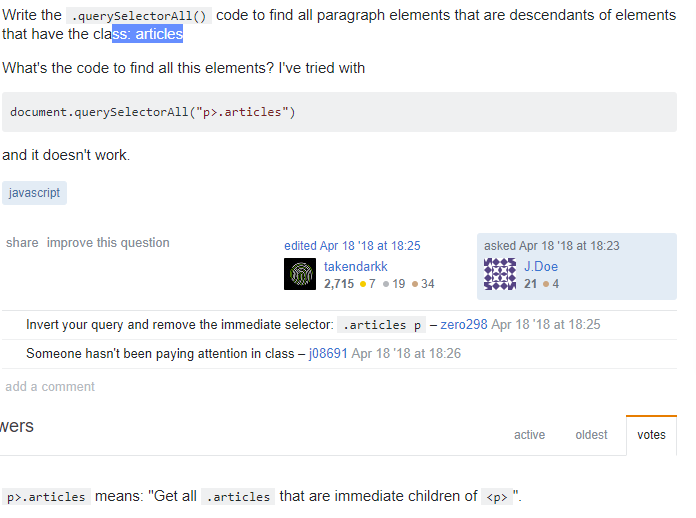 Write the .querySelectorAll() code to find all paragraph elements that are descendants of elements
that have the class: articles
What's the code to find all this elements? I've tried with
document.querySelectorAll("p>.articles")
and it doesn't work.
javascript
share improve this question
edited Apr 18 '18 at 18:25
takendarkk
2,715 7 19 34
asked Apr 18 '18 at 18:23
J.Doe
21 4
Invert your query and remove the immediate selector: .articles p – zero298 Apr 18 '18 at 18:25
Someone hasn't been paying attention in class – j08691 Apr 18 '18 at 18:26
add a comment
wers
active oldest votes
p>.articles means: "Get all .articles that are immediate children of <p> ".